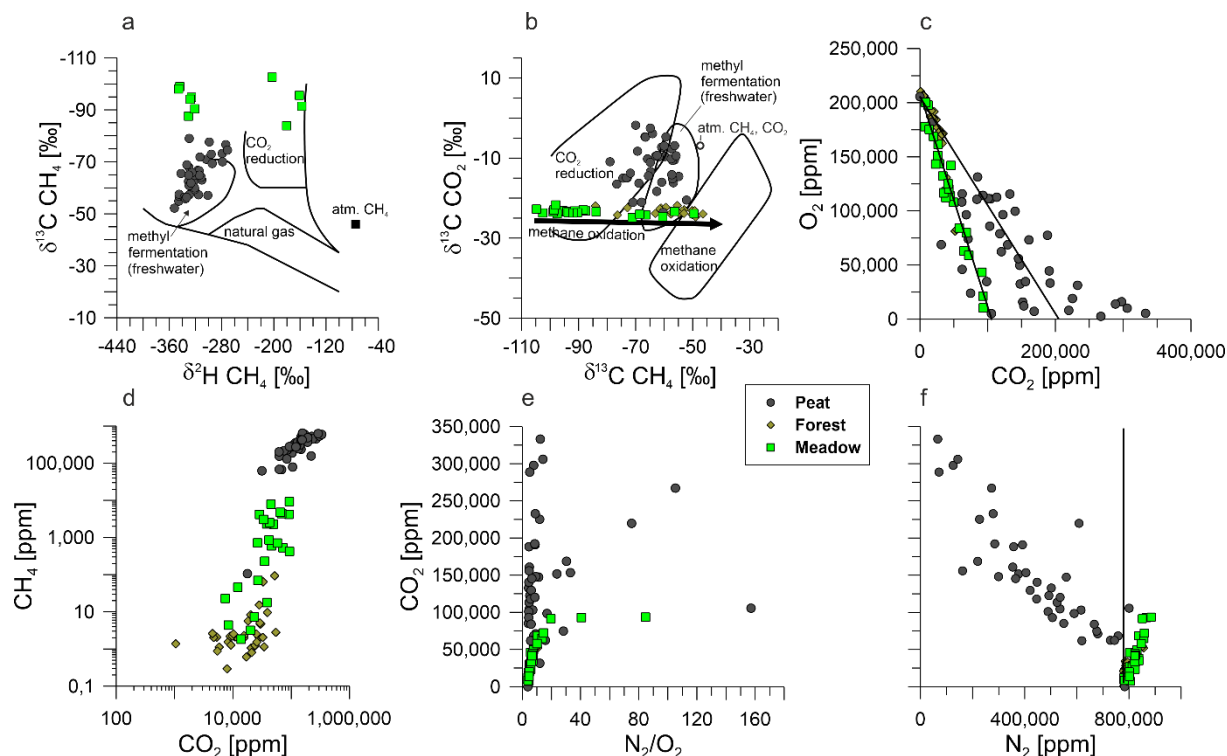 a
-110
-90
-70
-50
-30
-10
δ¹³C CH₄ [‰]
-440
-360
-280
-200
-120
-40
δ²H CH₄ [‰]
CO₂
reduction
atm. CH₄
natural gas
methyl
fermentation
(freshwater)
b
30
10
-10
-30
-50
δ¹³C CO₂ [‰]
-110
-90
-70
-50
-30
δ¹³C CH₄ [‰]
methyl
fermentation
(freshwater)
atm. CH₄, CO₂
CO₂
reduction
methane oxidation
methane
oxidation
c
250,000
200,000
150,000
100,000
50,000
0
O₂ [ppm]
0
200,000
400,000
CO₂ [ppm]
d
100,000
1,000
10
0,1
CH₄ [ppm]
100
10,000
1,000,000
CO₂ [ppm]
e
350,000
300,000
250,000
200,000
150,000
100,000
50,000
0
CO₂ [ppm]
0
40
80
120
160
N₂/O₂
Peat
Forest
Meadow
f
0
400,000
800,000
N₂ [ppm]